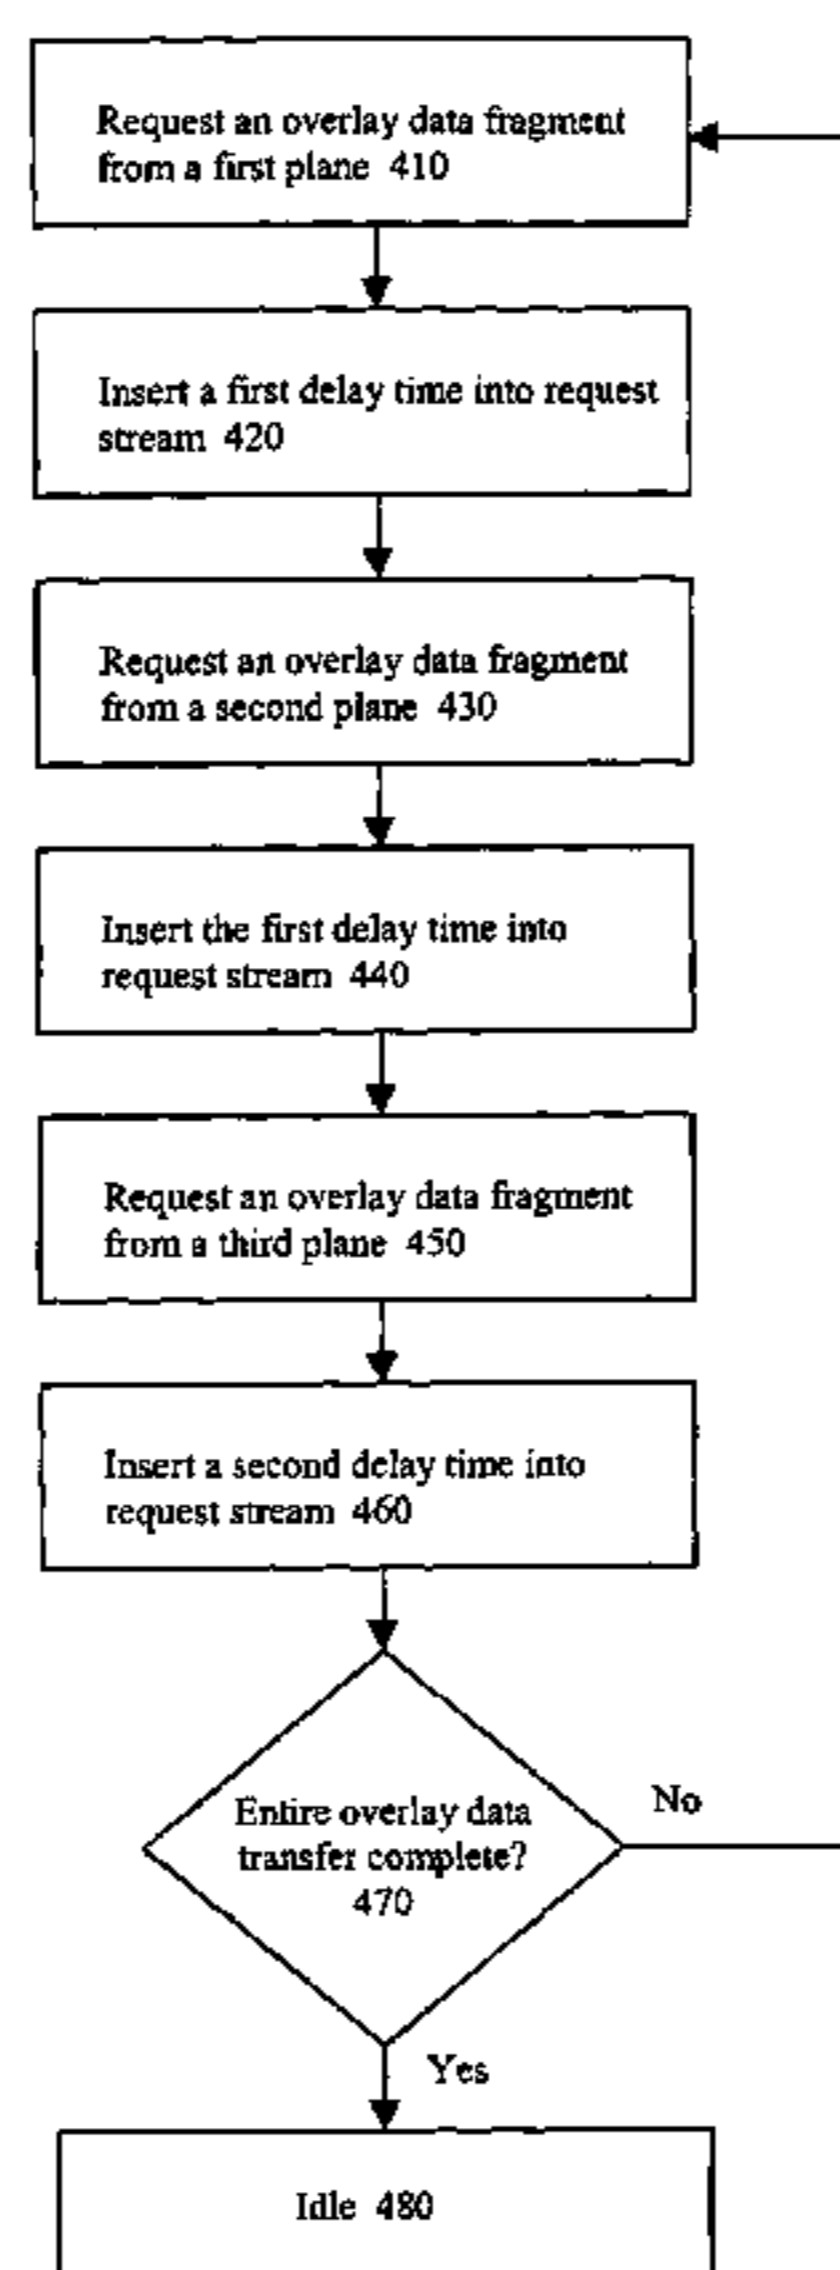 Request an overlay data fragment
from a first plane 410
Insert a first delay time into request
stream 420
Request an overlay data fragment
from a second plane 430
Insert the first delay time into
request stream 440
Request an overlay data fragment
from a third plane 450
Insert a second delay time into
request stream 460
Entire overlay data
transfer complete?
470
No
Yes
Idle 480